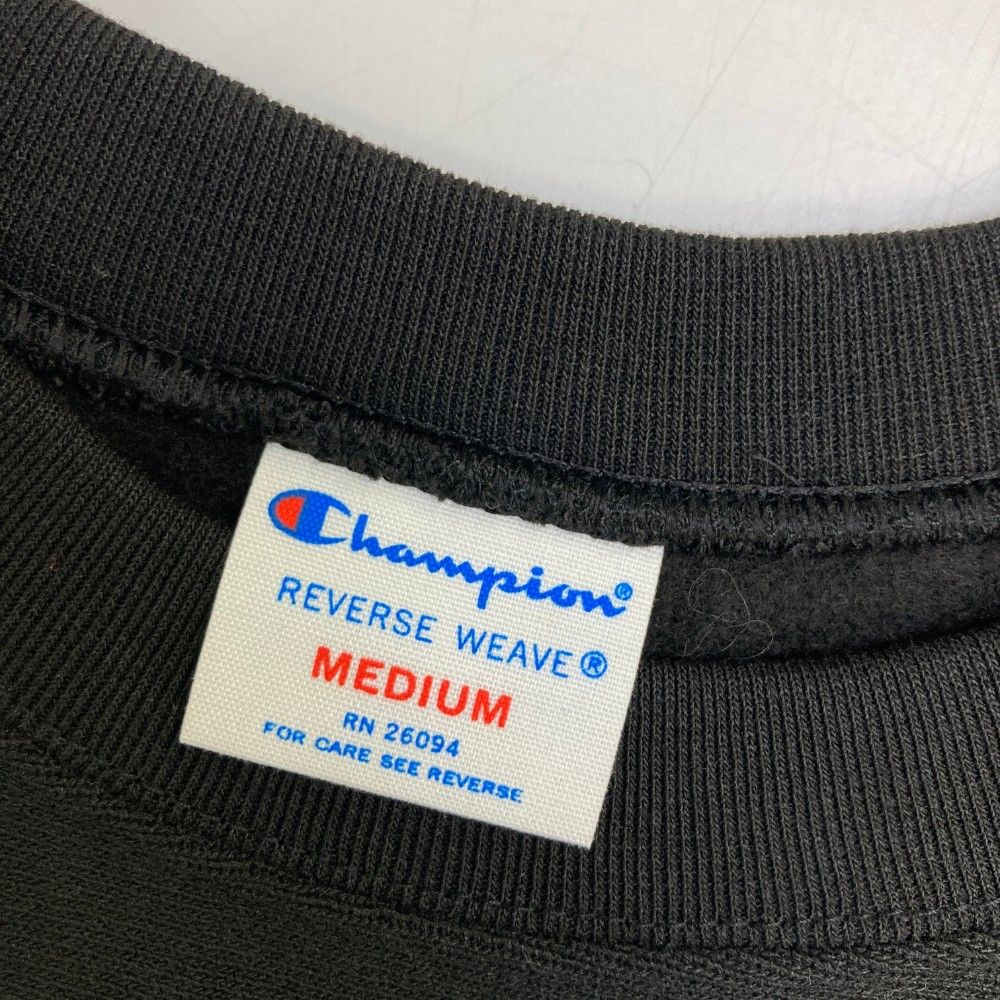 Champion®
REVERSE WEAVE®
MEDIUM
RN 26094
FOR CARE SEE REVERSE